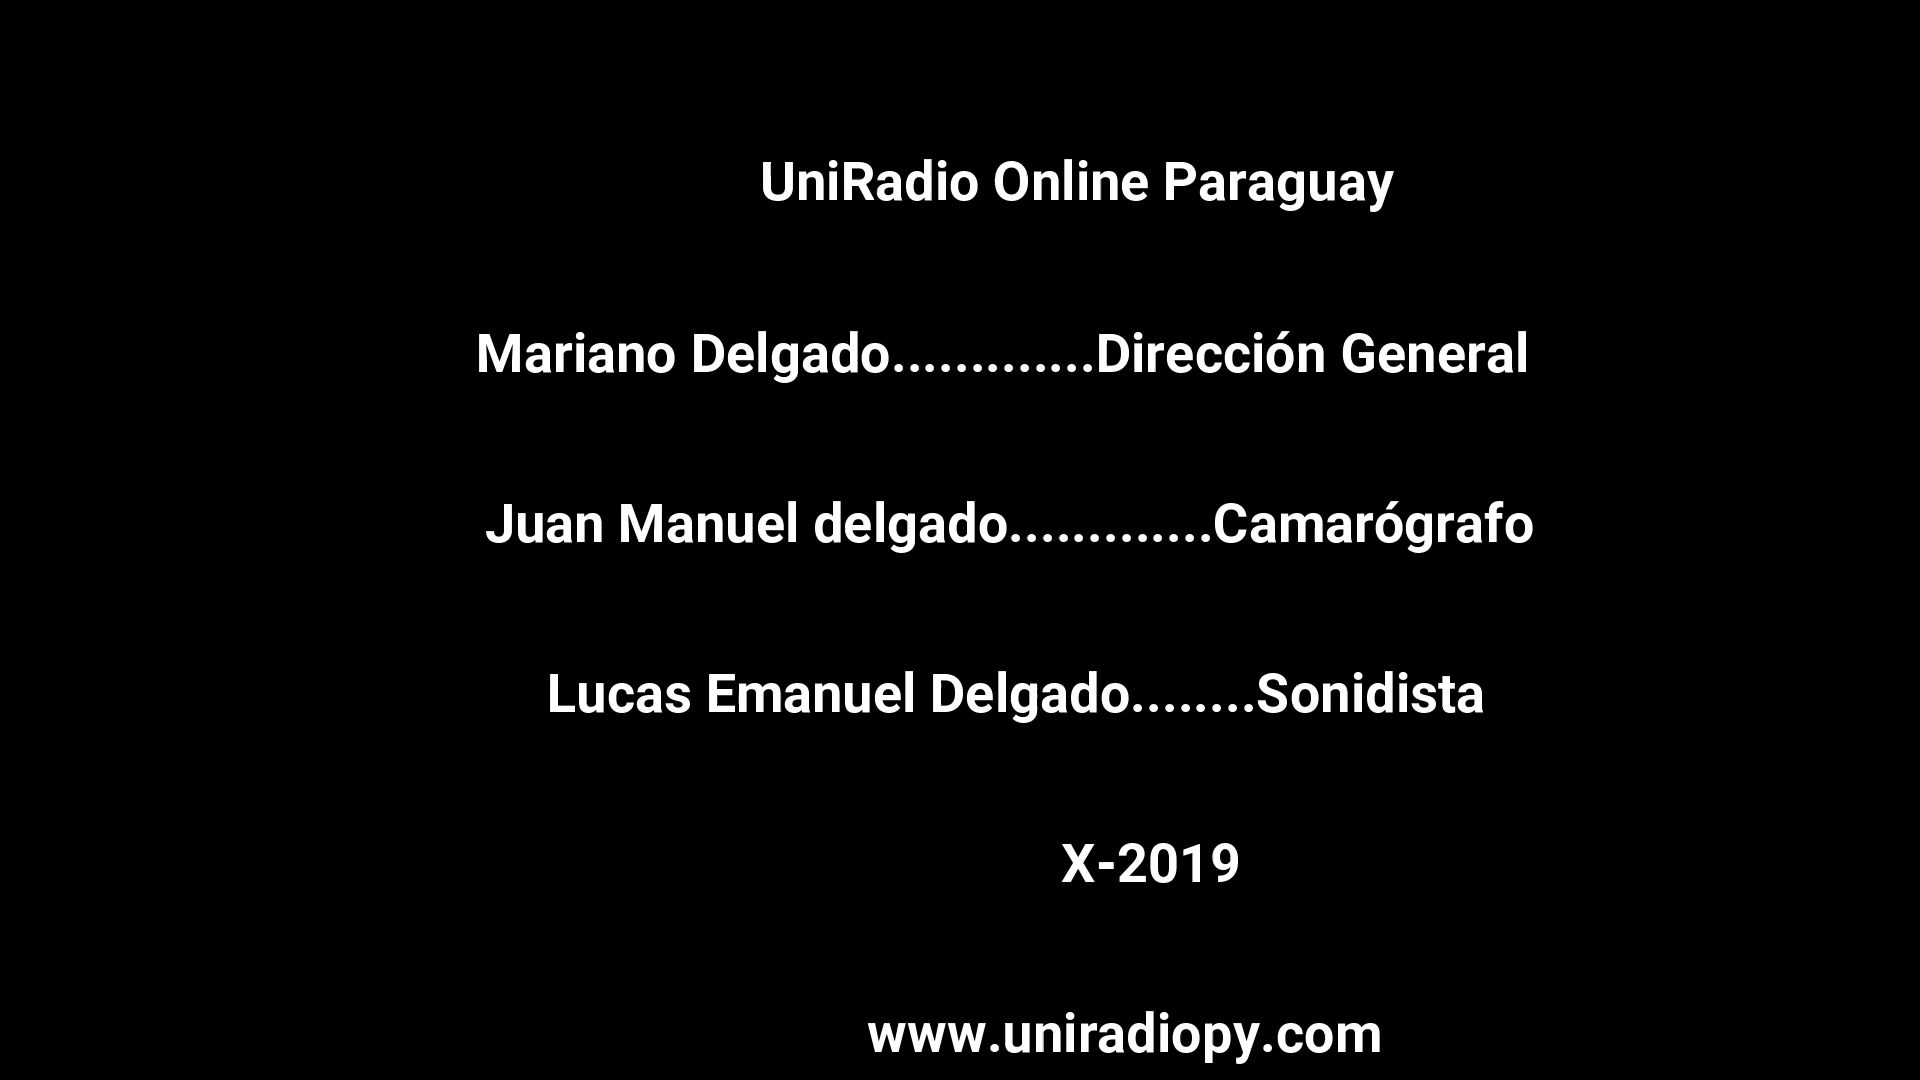 UniRadio Online Paraguay
Mariano Delgado.............Dirección General
Juan Manuel delgado.............Camarógrafo
Lucas Emanuel Delgado........Sonidista
X-2019
www.uniradiopy.com